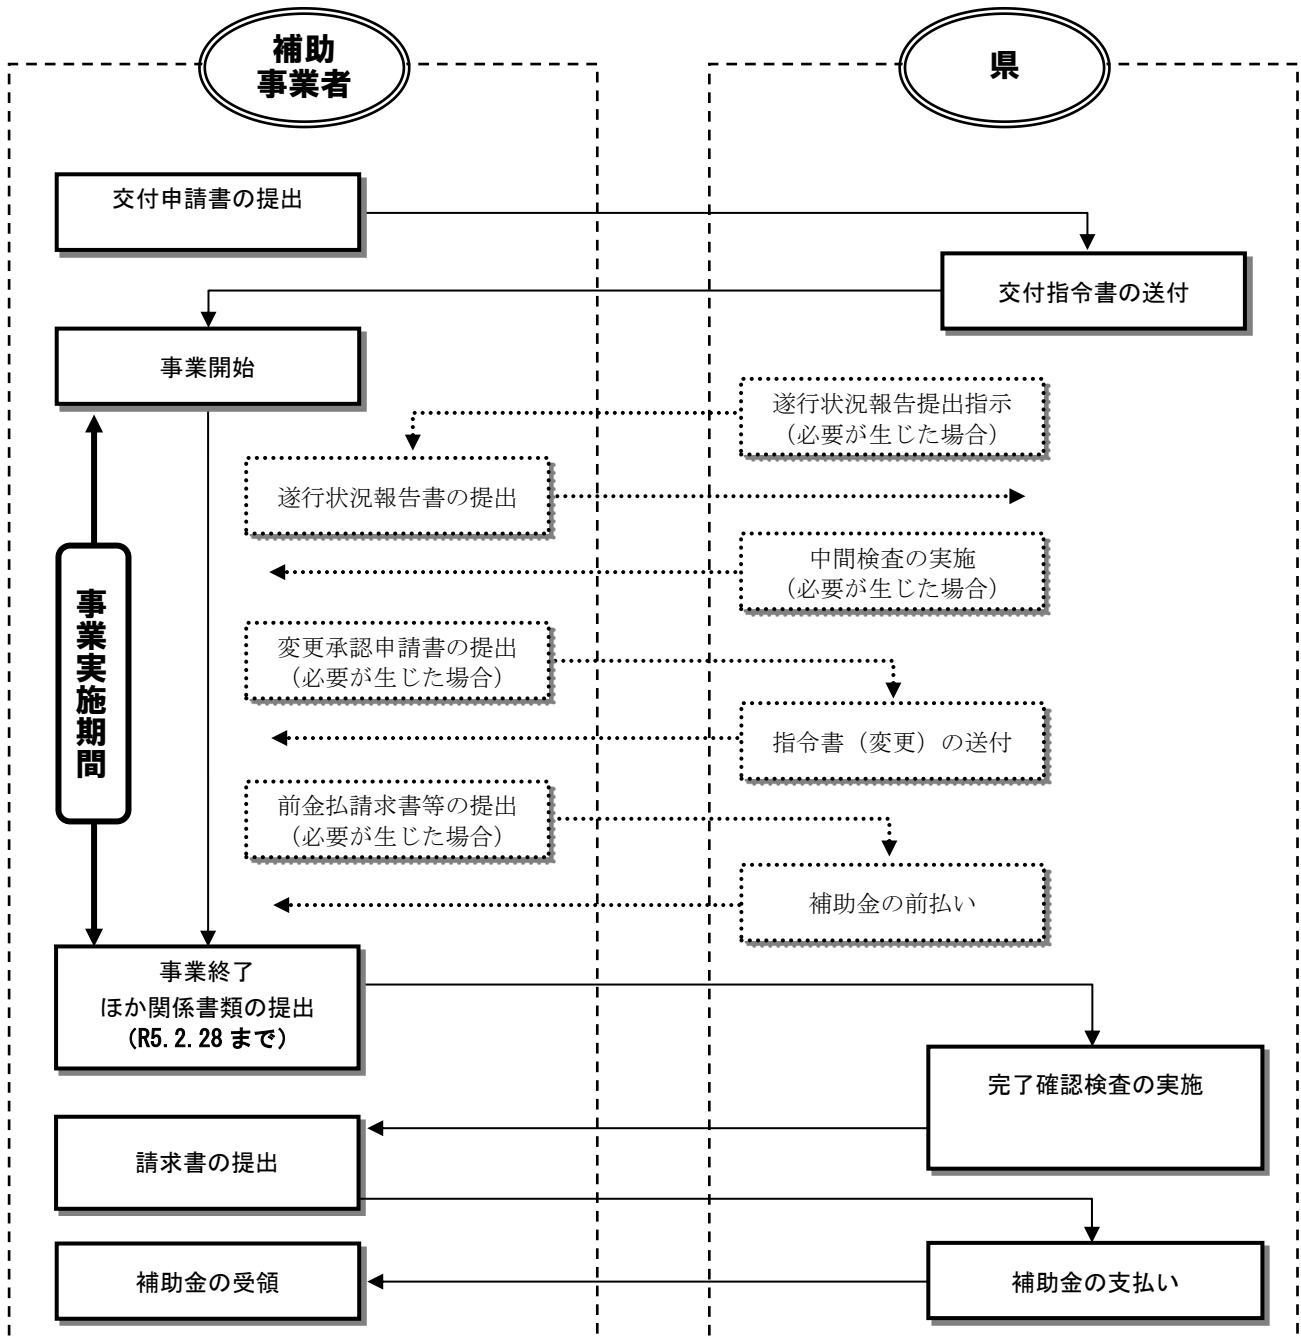 補助
事業者
県
交付申請書の提出
交付指令書の送付
事業開始
遂行状況報告提出指示
（必要が生じた場合）
遂行状況報告書の提出
中間検査の実施
（必要が生じた場合）
事業実施期間
変更承認申請書の提出
（必要が生じた場合）
指令書（変更）の送付
前金払請求書等の提出
（必要が生じた場合）
補助金の前払い
事業終了
ほか関係書類の提出
（R5.2.28 まで）
完了確認検査の実施
請求書の提出
補助金の受領
補助金の支払い